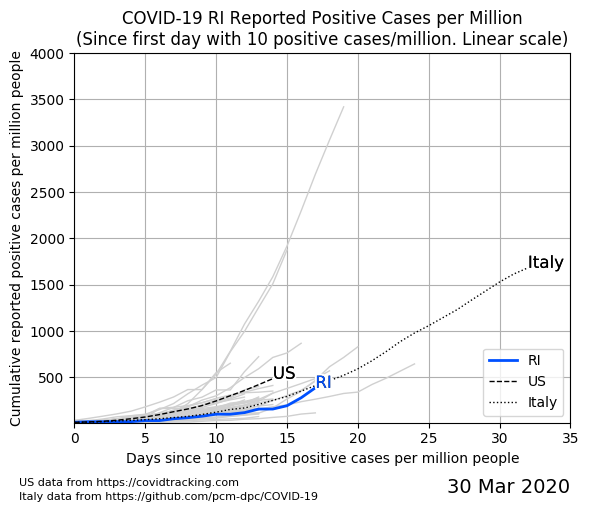 COVID-19 RI Reported Positive Cases per Million
(Since first day with 10 positive cases/million. Linear scale)
Cumulative reported positive cases per million people
4000
3500
3000
2500
2000
1500
1000
500
Italy
US
RI
RI
US
Italy
0
5
10
15
20
25
30
35
Days since 10 reported positive cases per million people
US data from https://covidtracking.com
Italy data from https://github.com/pcm-dpc/COVID-19
30 Mar 2020